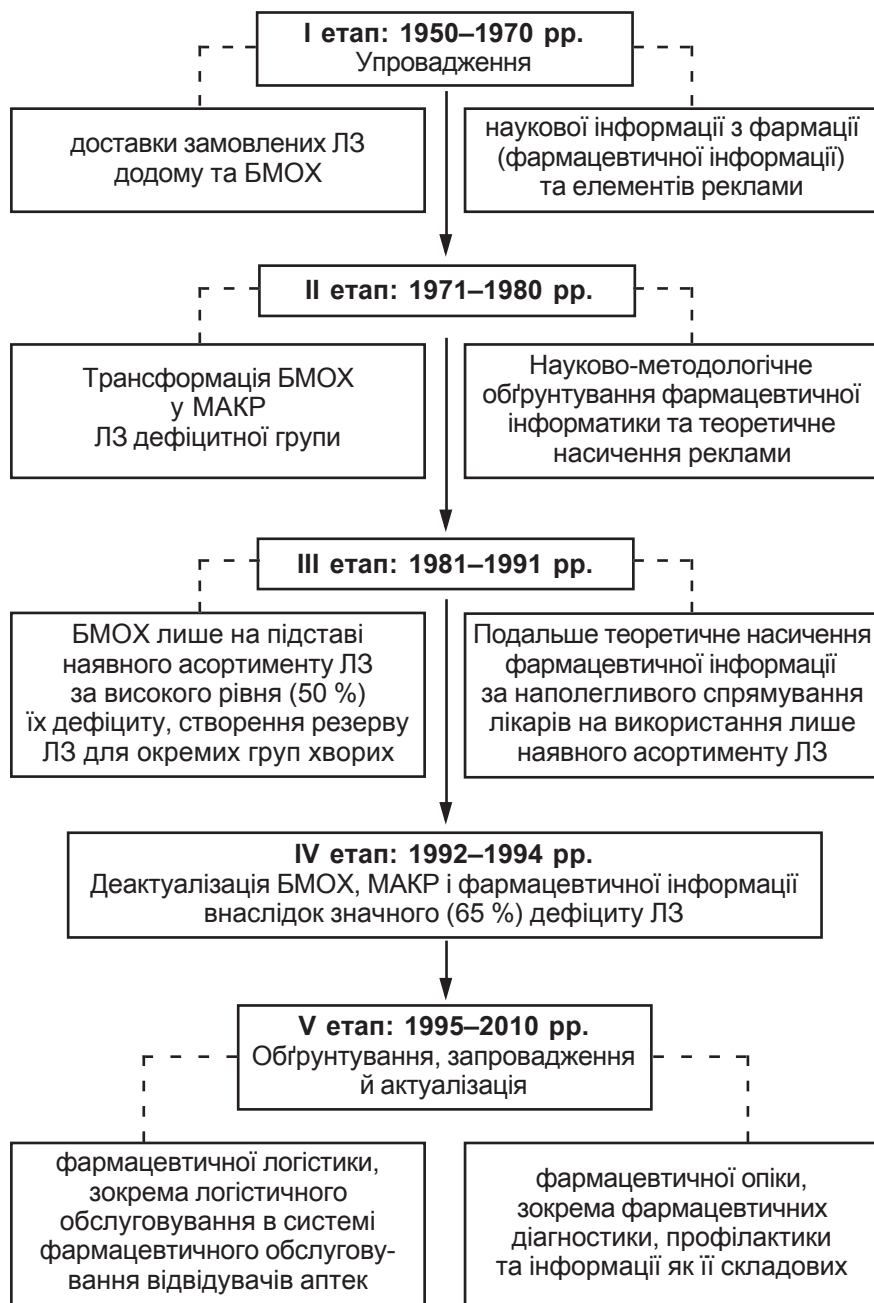 I етап: 1950–1970 рр.
Упровадження
доставки замовлених ЛЗ
додому та БМОХ
наукової інформації з фармації
(фармацевтичної інформації)
та елементів реклами
II етап: 1971–1980 рр.
Трансформація БМОХ
у МАКР
ЛЗ дефіцитної групи
Науково-методологічне
обґрунтування фармацевтичної
інформатики та теоретичне
насичення реклами
III етап: 1981–1991 рр.
БМОХ лише на підставі
наявного асортименту ЛЗ
за високого рівня (50 %)
їх дефіциту, створення резерву
ЛЗ для окремих груп хворих
Подальше теоретичне насичення
фармацевтичної інформації
за наполегливого спрямування
лікарів на використання лише
наявного асортименту ЛЗ
IV етап: 1992–1994 рр.
Деактуалізація БМОХ, МАКР і фармацевтичної інформації
внаслідок значного (65 %) дефіциту ЛЗ
V етап: 1995–2010 рр.
Обґрунтування, запровадження
й актуалізація
фармацевтичної логістики,
зокрема логістичного
обслуговування в системі
фармацевтичного обслугову-
вання відвідувачів аптек
фармацевтичної опіки,
зокрема фармацевтичних
діагностики, профілактики
та інформації як її складових